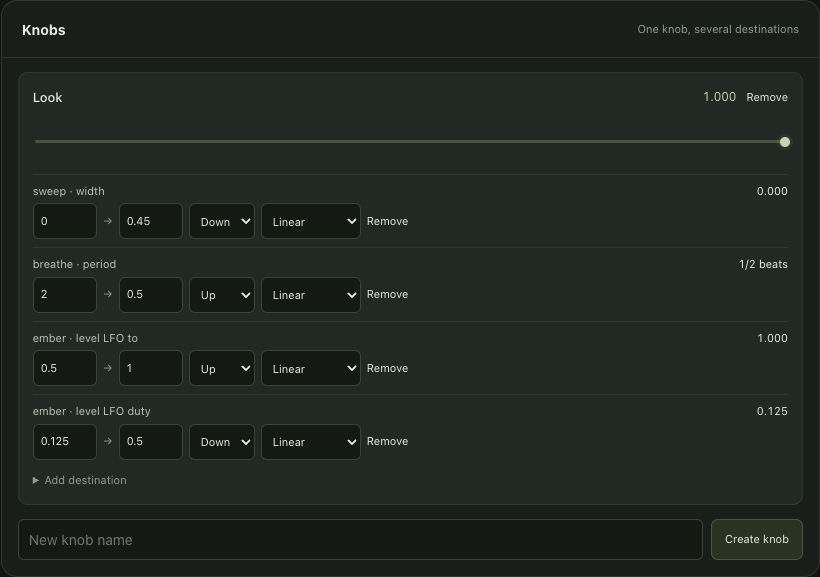 Knobs One knob, several destinations
Look 1.000 Remove
sweep · width 0.000
0 → 0.45 Down Linear Remove
breathe · period 1/2 beats
2 → 0.5 Up Linear Remove
ember · level LFO to 1.000
0.5 → 1 Up Linear Remove
ember · level LFO duty 0.125
0.125 → 0.5 Down Linear Remove
▶ Add destination
New knob name Create knob